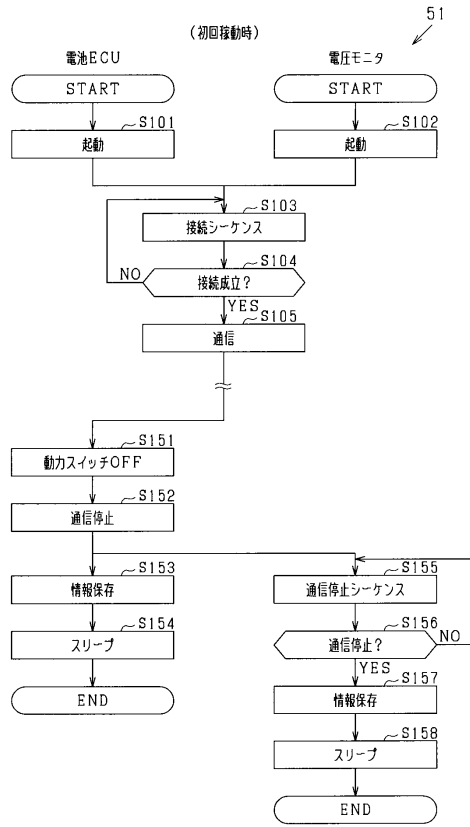 51
(初回稼動時)
電池ECU
電圧モニタ
START
START
S101
S102
起動
起動
S103
接続シーケンス
S104
接続成立?
NO
YES
S105
通信
S151
動力スイッチOFF
S152
通信停止
S153
S155
情報保存
通信停止シーケンス
S154
S156
スリープ
通信停止?
NO
YES
END
S157
情報保存
S158
スリープ
END